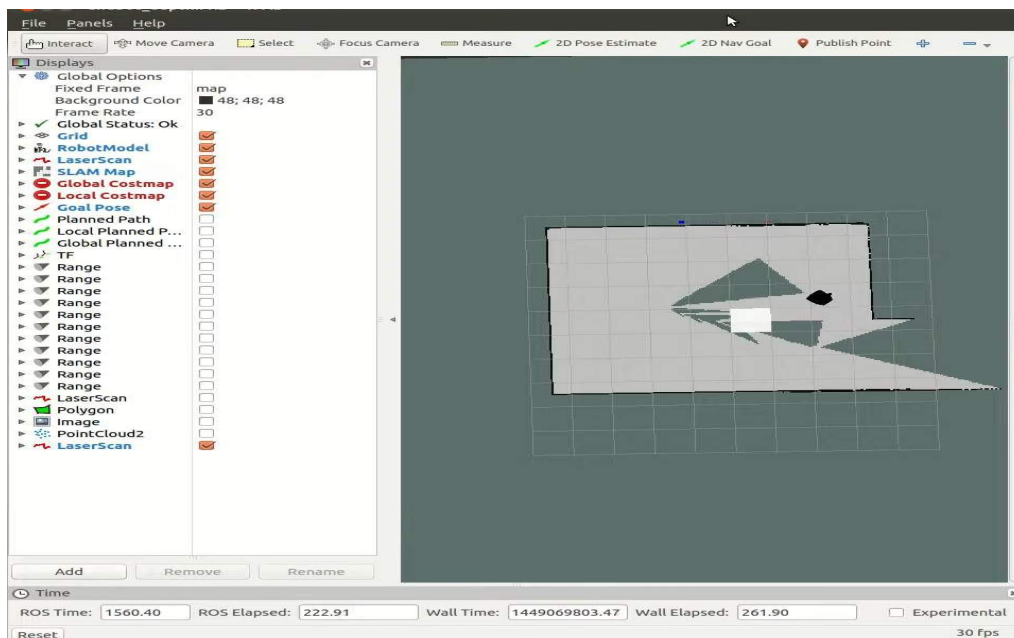 File Panels Help
Interact Move Camera Select Focus Camera Measure 2D Pose Estimate 2D Nav Goal Publish Point
Displays
Global Options
Fixed Frame map
Background Color 48; 48; 48
Frame Rate 30
Global Status: Ok
Grid
RobotModel
LaserScan
SLAM Map
Global Costmap
Local Costmap
Goal Pose
Planned Path
Local Planned P...
Global Planned ...
TF
Range
Range
Range
Range
Range
Range
Range
Range
Range
Range
Range
LaserScan
Polygon
Image
PointCloud2
LaserScan
Add Remove Rename
Time
ROS Time: 1560.40 ROS Elapsed: 222.91 Wall Time: 1449069803.47 Wall Elapsed: 261.90 Experimental
Reset 30 fps